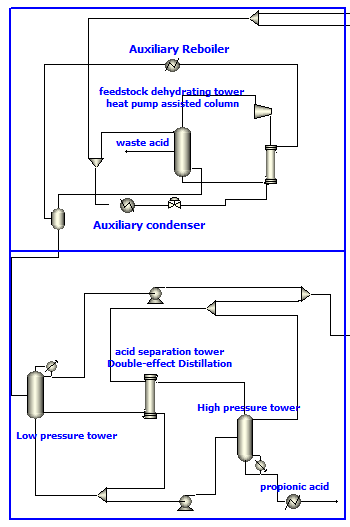 Auxiliary Reboiler
feedstock dehydrating tower
heat pump assisted column
waste acid
Auxiliary condenser
acid separation tower
Double-effect Distillation
High pressure tower
Low pressure tower
propionic acid